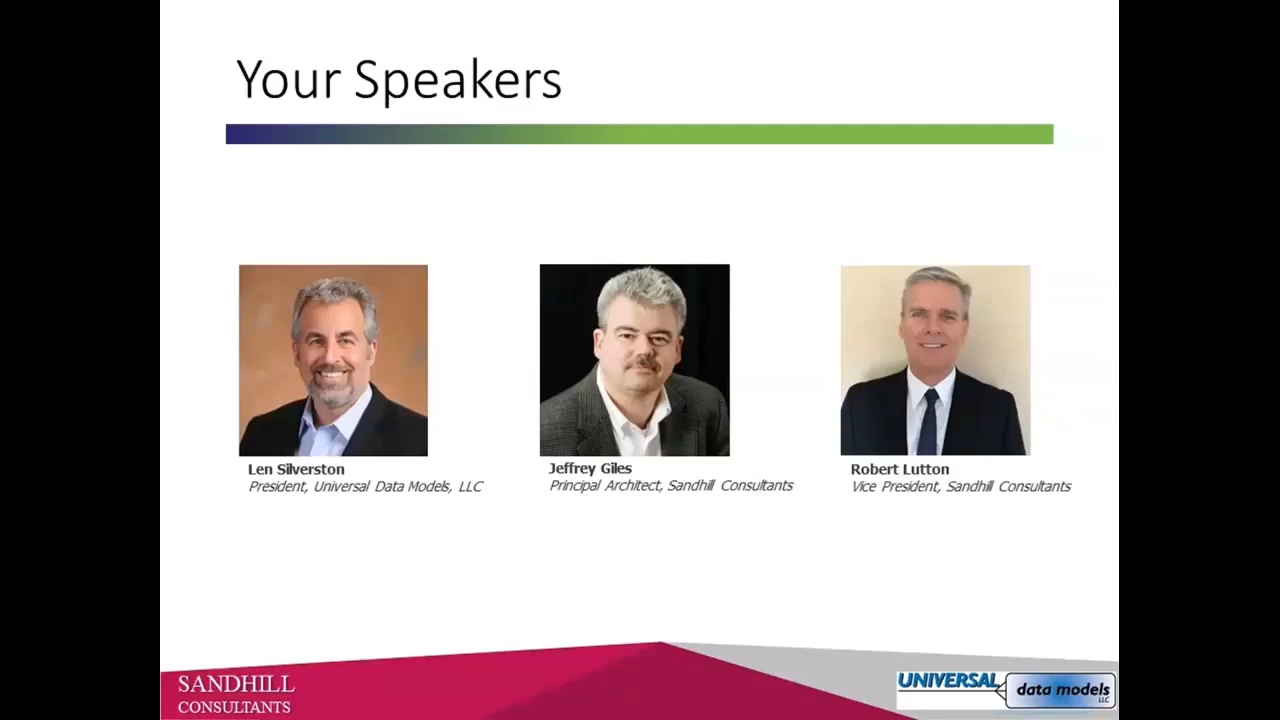 Your Speakers
Len Silverston
President, Universal Data Models, LLC
Jeffrey Giles
Principal Architect, Sandhill Consultants
Robert Lutton
Vice President, Sandhill Consultants
SANDHILL
CONSULTANTS
UNIVERSAL
data models
LLC